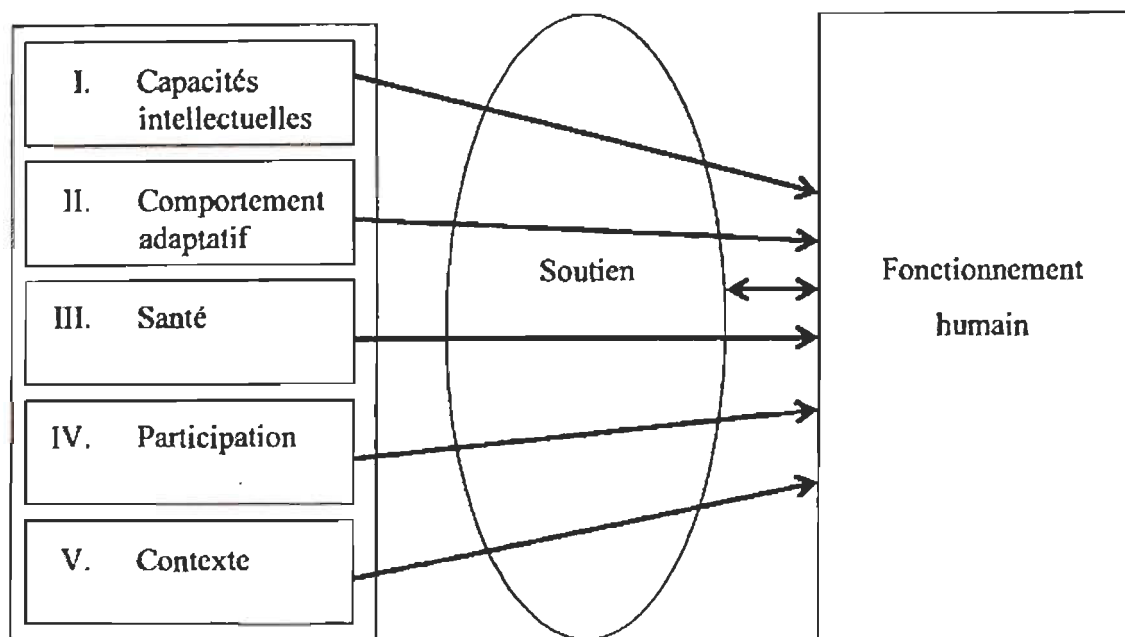 I. Capacités
intellectuelles
II. Comportement
adaptatif
III. Santé
IV. Participation
V. Contexte
Soutien
Fonctionnement
humain